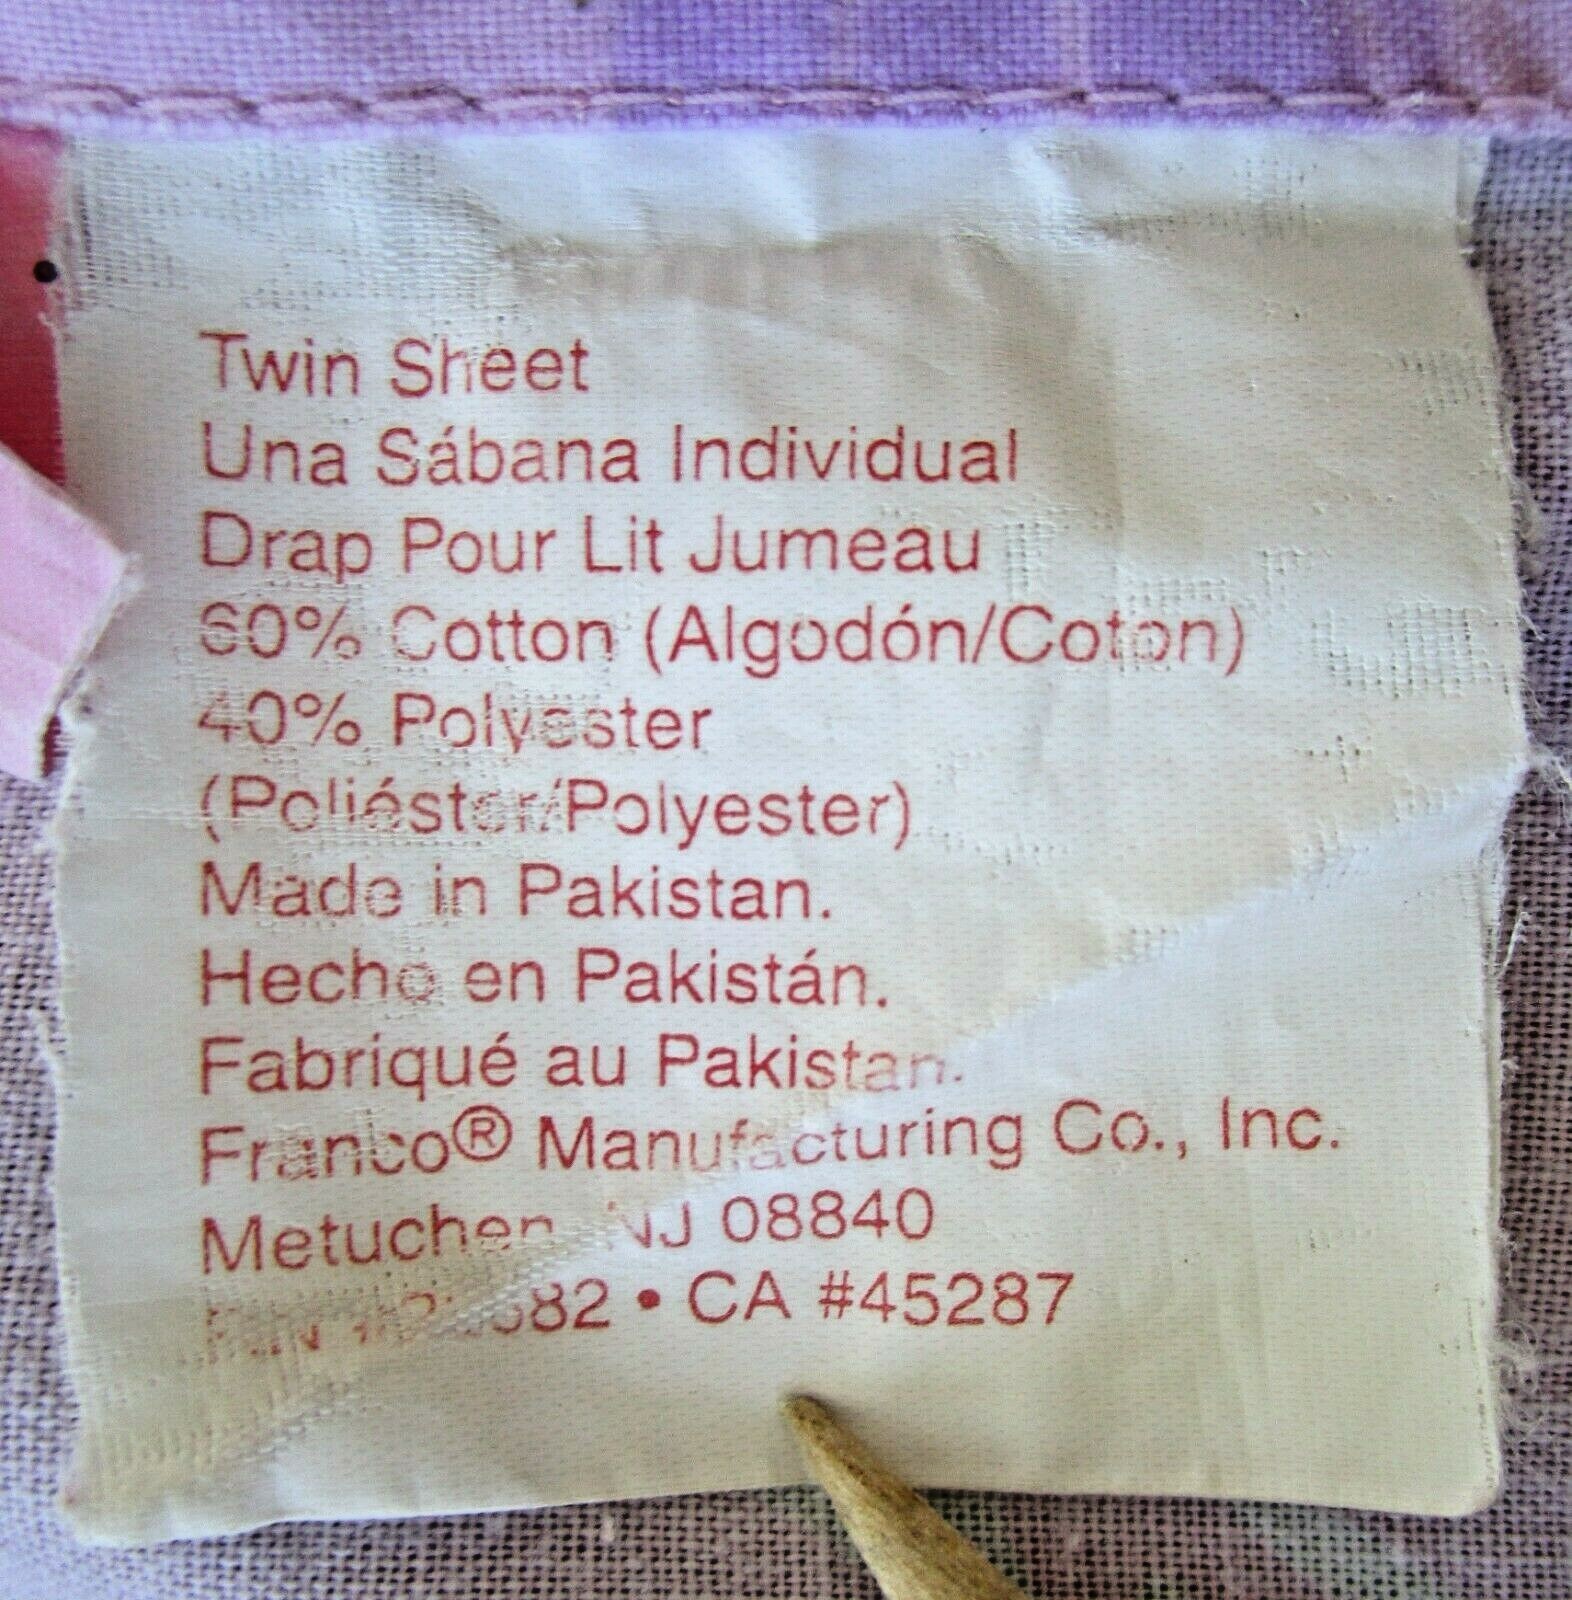 Twin Sheet
Una Sábana Individual
Drap Pour Lit Jumeau
60% Cotton (Algodón/Coton)
40% Polyester
(Poliéster/Polyester)
Made in Pakistan.
Hecho en Pakistán.
Fabriqué au Pakistan.
Franco® Manufacturing Co., Inc.
Metuchen, NJ 08840
• CA #45287